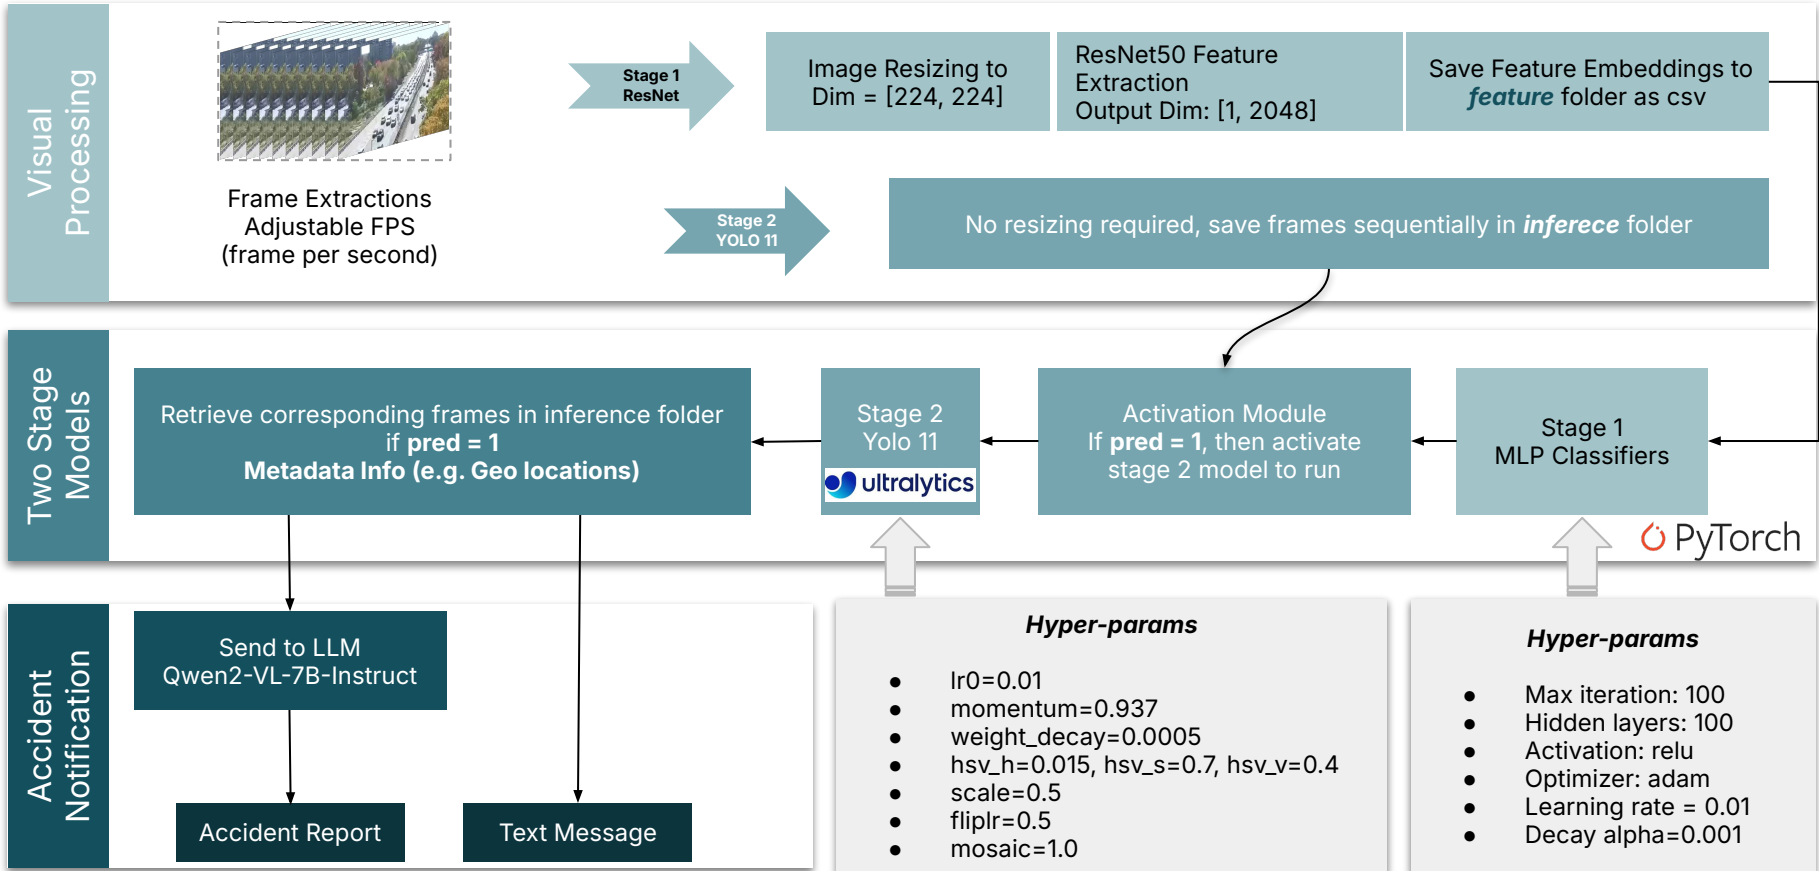 Visual
Processing
Frame Extractions
Adjustable FPS
(frame per second)
Stage 1
ResNet
Image Resizing to
Dim = [224, 224]
ResNet50 Feature
Extraction
Output Dim: [1, 2048]
Save Feature Embeddings to
feature folder as csv
Stage 2
YOLO 11
No resizing required, save frames sequentially in inferece folder
Two Stage
Models
Retrieve corresponding frames in inference folder
if pred = 1
Metadata Info (e.g. Geo locations)
Stage 2
Yolo 11
ultralytics
Activation Module
If pred = 1, then activate
stage 2 model to run
Stage 1
MLP Classifiers
PyTorch
Accident
Notification
Send to LLM
Qwen2-VL-7B-Instruct
Accident Report
Text Message
Hyper-params
● lr0=0.01
● momentum=0.937
● weight_decay=0.0005
● hsv_h=0.015, hsv_s=0.7, hsv_v=0.4
● scale=0.5
● fliplr=0.5
● mosaic=1.0
Hyper-params
● Max iteration: 100
● Hidden layers: 100
● Activation: relu
● Optimizer: adam
● Learning rate = 0.01
● Decay alpha=0.001